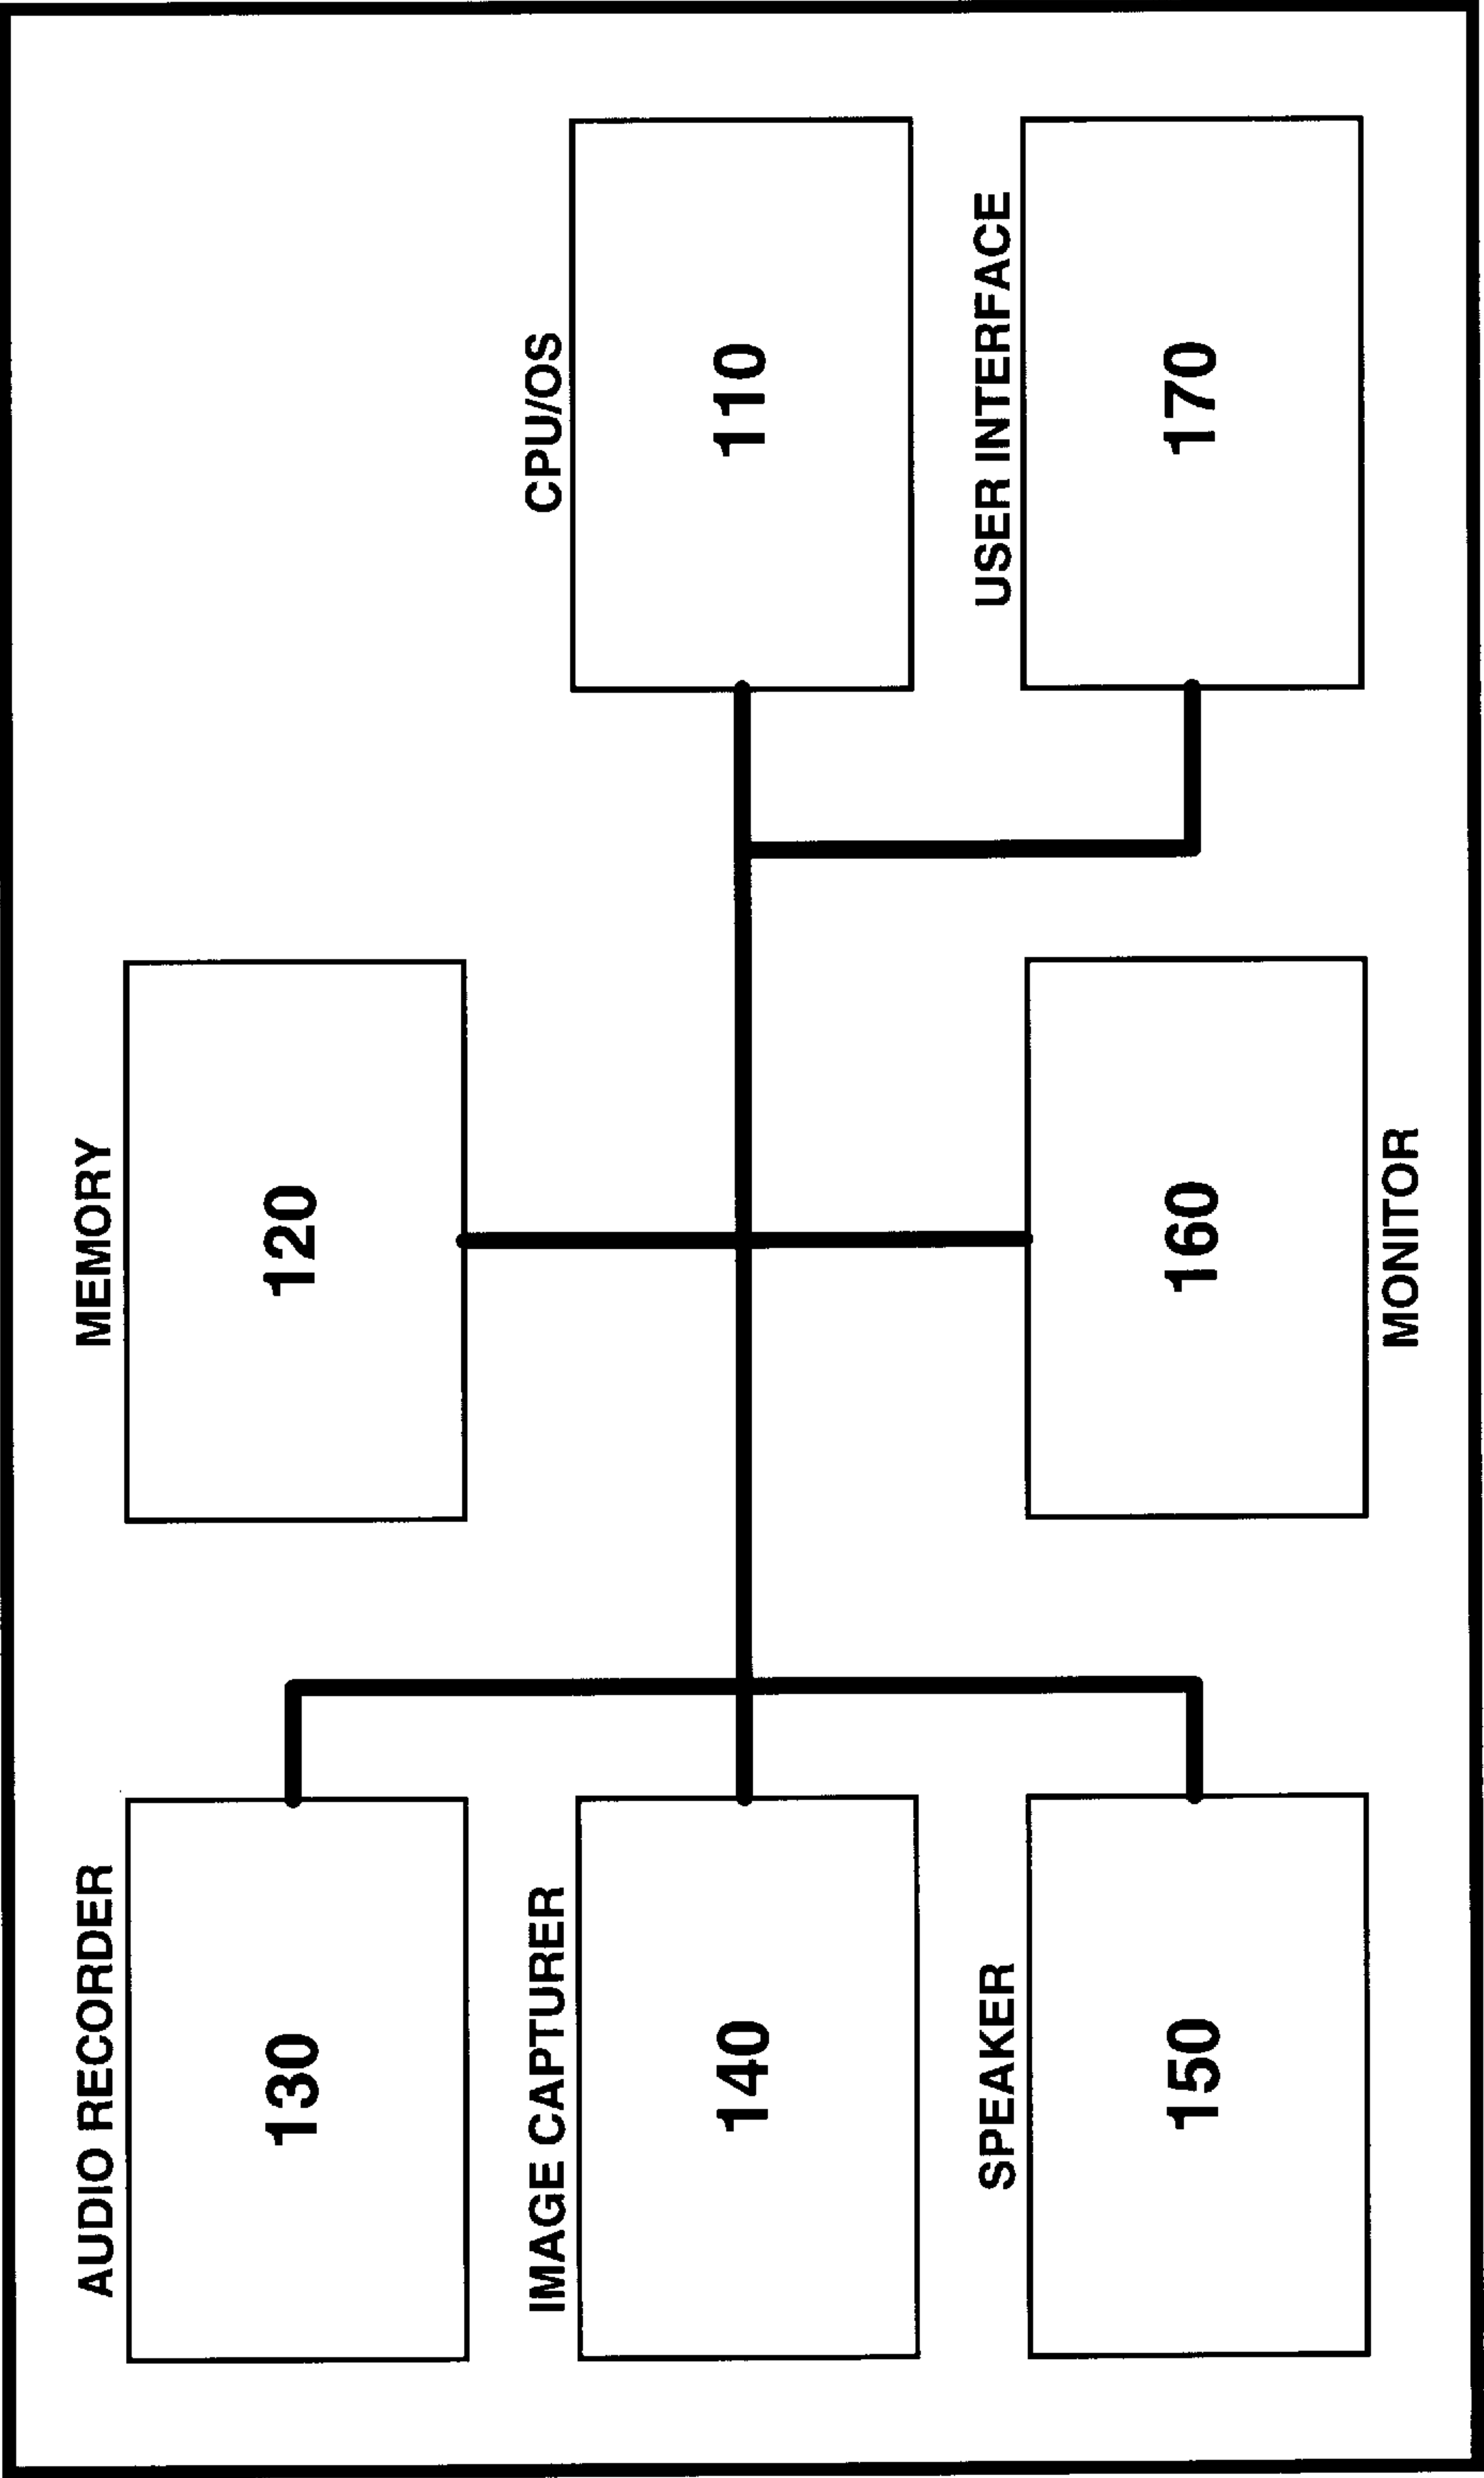 AUDIO RECORDER
130
IMAGE CAPTURER
140
SPEAKER
150
MEMORY
120
160
MONITOR
CPU/OS
110
USER INTERFACE
170